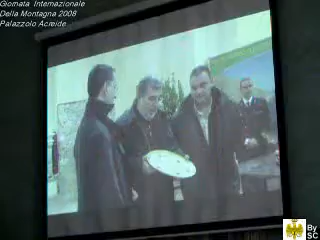 Giornata Internazionale
Della Montagna 2008
Palazzolo Acreide
By
SC